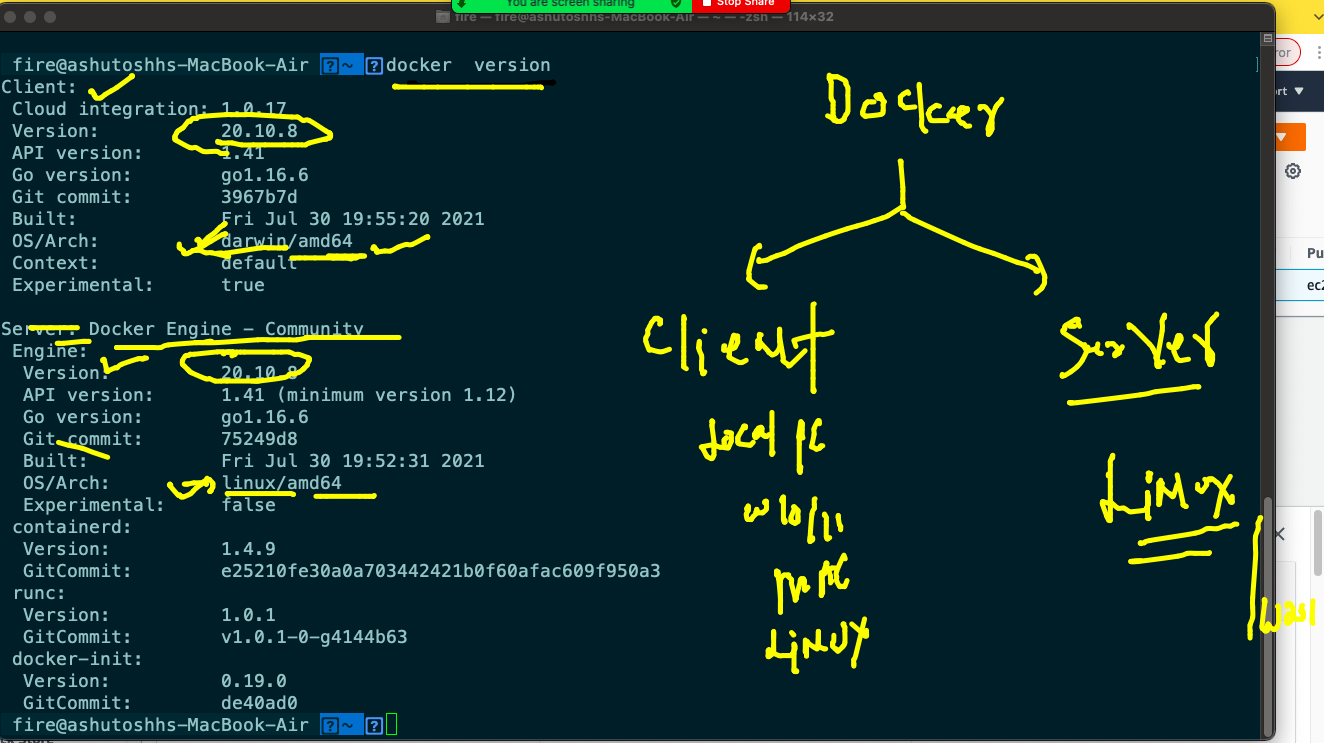 You are screen sharing Stop Share
fire — fire@ashutoshhs-MacBook-Air — ~ — -zsh — 114×32
fire@ashutoshhs-MacBook-Air ? ~ ? docker version
Client:
Cloud integration: 1.0.17
Version: 20.10.8
API version: 1.41
Go version: go1.16.6
Git commit: 3967b7d
Built: Fri Jul 30 19:55:20 2021
OS/Arch: darwin/amd64
Context: default
Experimental: true
Server: Docker Engine - Community
Engine:
Version: 20.10.8
API version: 1.41 (minimum version 1.12)
Go version: go1.16.6
Git commit: 75249d8
Built: Fri Jul 30 19:52:31 2021
OS/Arch: linux/amd64
Experimental: false
containerd:
Version: 1.4.9
GitCommit: e25210fe30a0a703442421b0f60afac609f950a3
runc:
Version: 1.0.1
GitCommit: v1.0.1-0-g4144b63
docker-init:
Version: 0.19.0
GitCommit: de40ad0
fire@ashutoshhs-MacBook-Air ? ~ ?
Docker
Client
Local PC
W10/11
MAC
LiNUX
Server
LiNUX
ror
rt
Pu
ec2